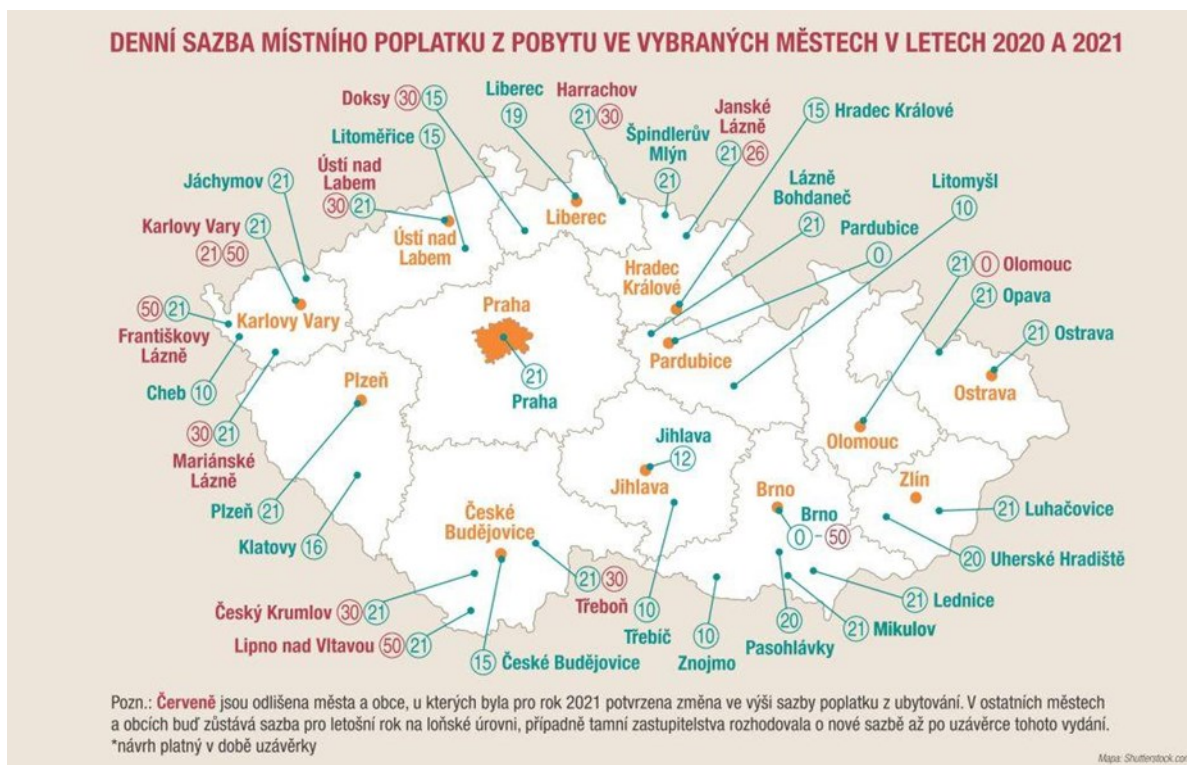 DENNÍ SAZBA MÍSTNÍHO POPLATKU Z POBYTU VE VYBRANÝCH MĚSTECH V LETECH 2020 A 2021
Doksy 30 15
Liberec
19
Harrachov
21 30
Janské
Lázně
21 26
15 Hradec Králové
Litoměřice 15
Špindlerův
Mlýn
21
Ústí nad
Labem
30 21
Jáchymov 21
Lázně
Bohdaneč
21
Litomyšl
10
Karlovy Vary 21
21 50
Pardubice
0
21 0 Olomouc
21 Opava
21 Ostrava
50 21
Františkovy
Lázně
Cheb 10
30 21
Mariánské
Lázně
Liberec
Ústí nad
Labem
Hradec
Králové
Karlovy Vary
Praha
21
Praha
Pardubice
Plzeň
Ostrava
Olomouc
Jihlava
12
Jihlava
Zlín
Brno
Brno
0 - 50
České
Budějovice
Plzeň 21
Klatovy 16
21 Luhačovice
20 Uherské Hradiště
21 30
Třeboň
Český Krumlov 30 21
Lipno nad Vltavou 50 21
15 České Budějovice
10
Třebíč
10
Znojmo
20
Pasohlávky
21 Mikulov
21 Lednice
Pozn.: Červeně jsou odlišena města a obce, u kterých byla pro rok 2021 potvrzena změna ve výši sazby poplatku z ubytování. V ostatních městech
a obcích buď zůstává sazba pro letošní rok na loňské úrovni, případně tamní zastupitelstva rozhodovala o nové sazbě až po uzávěrce tohoto vydání.
*návrh platný v době uzávěrky
Mapa: Shutterstock.com